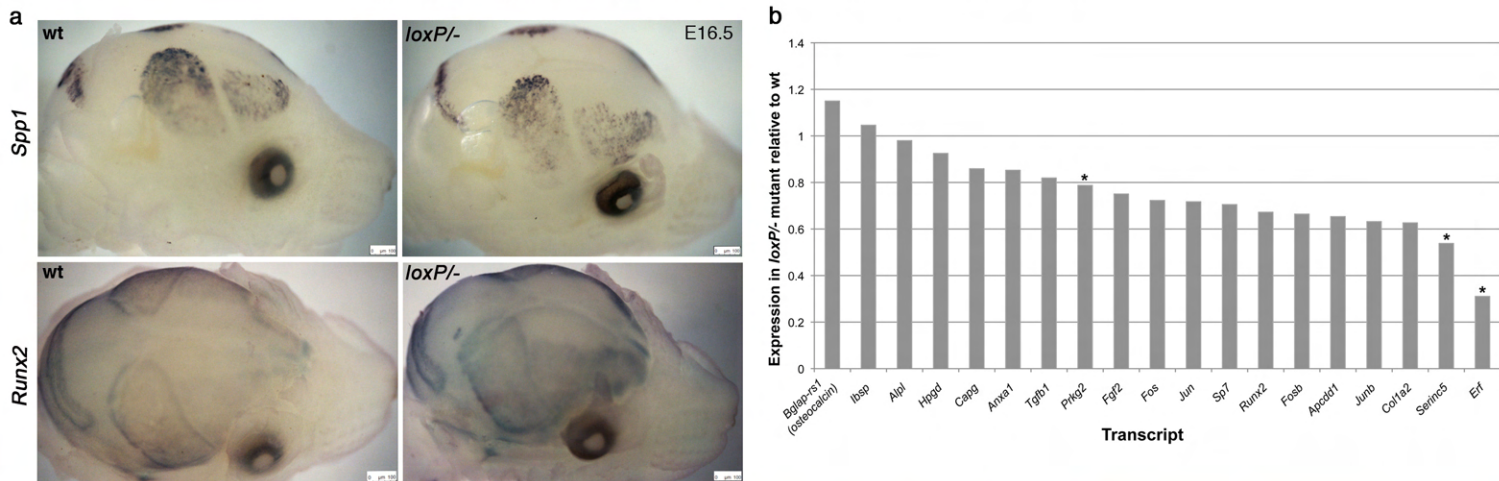 a
wt
loxP/-
E16.5
Spp1
wt
loxP/-
Runx2
b
Expression in loxP/- mutant relative to wt
1.4
1.2
1
0.8
0.6
0.4
0.2
0
*
*
*
Bglap-rs1
(osteocalcin)
Ibsp
Alpl
Hpgd
Capg
Anxa1
Tgfb1
Prkg2
Fgf2
Fos
Jun
Sp7
Runx2
Fosb
Apcdd1
Junb
Col1a2
Serinc5
Erf
Transcript